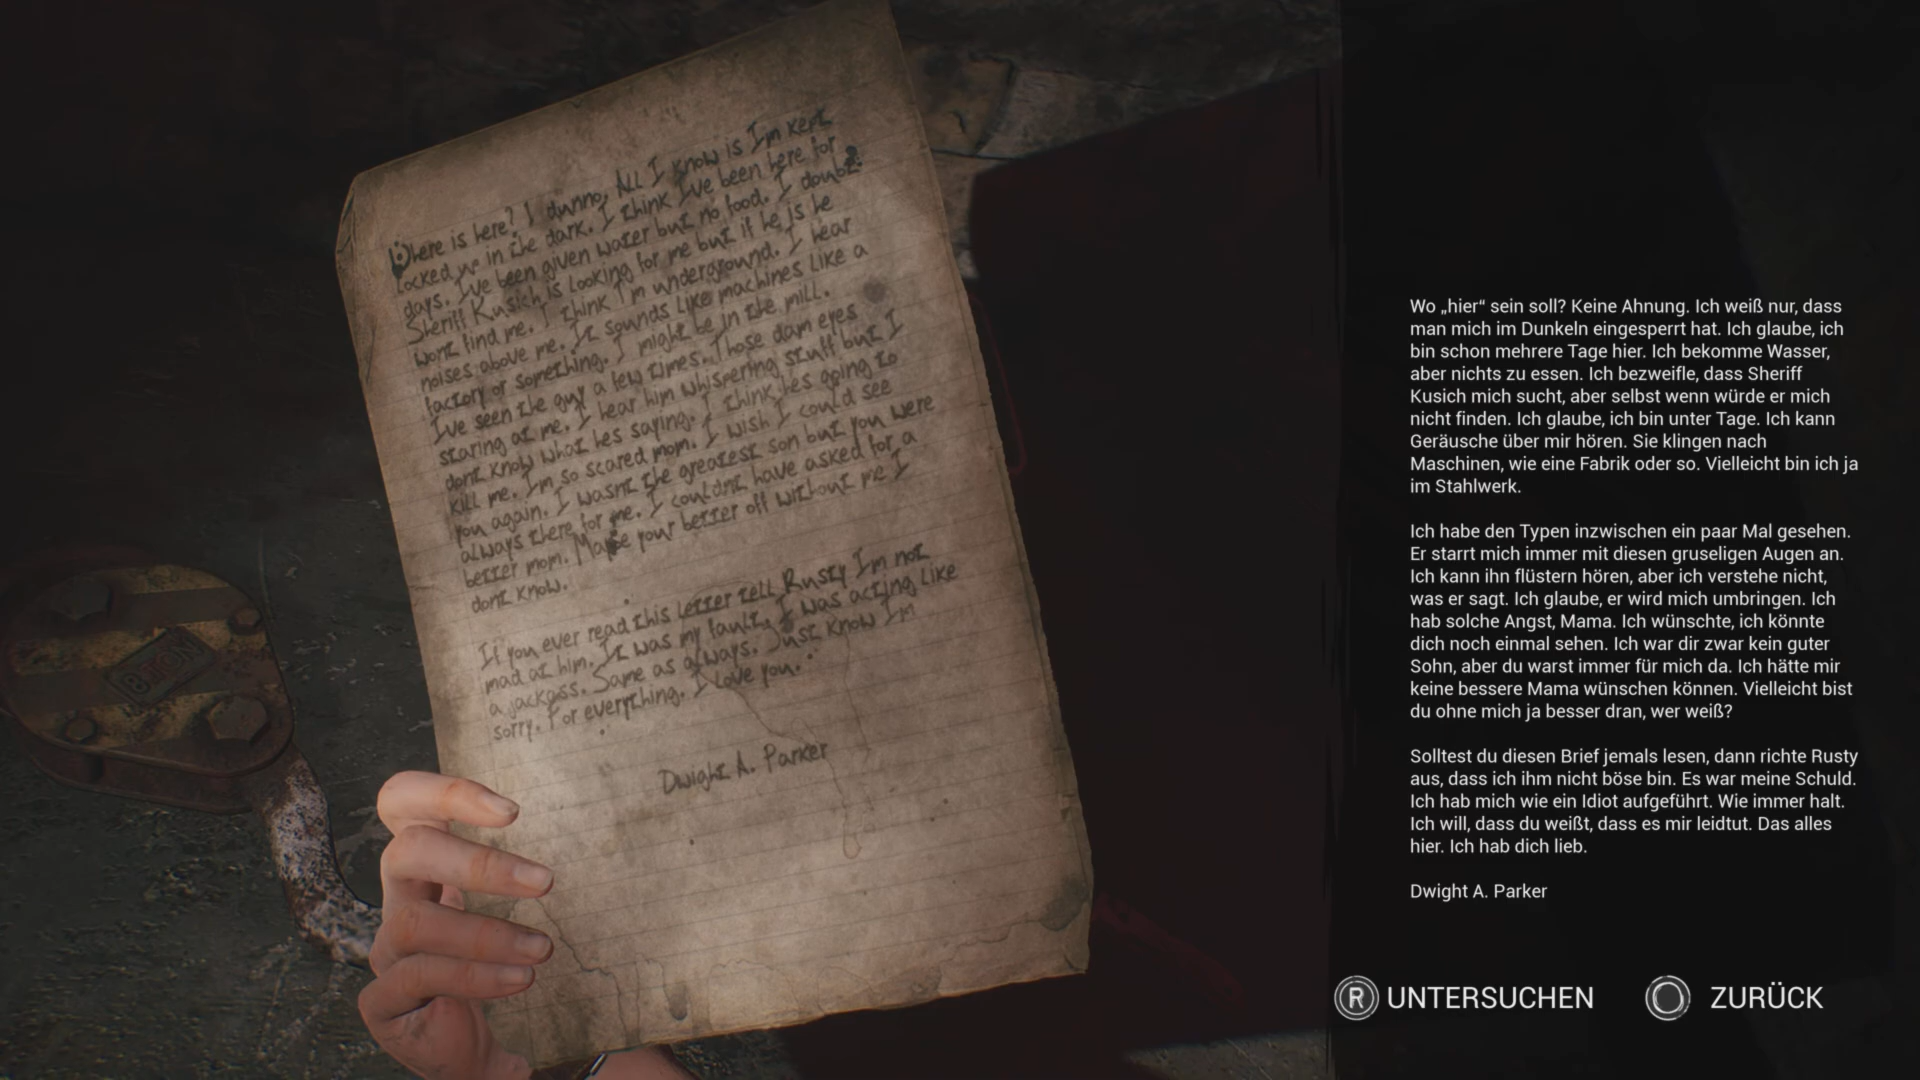 Where is here? I dunno. All I know is Im kept
locked up in the dark. I think Ive been here for
days. Ive been given water but no food. I doubt
Sheriff Kusich is looking for me but if he is he
wont find me. I think I'm underground. I hear
noises above me. It sounds like machines like a
factory or something. I might be in the mill.
Ive seen the guy a few times. Those dam eyes
staring at me. I hear him whispering stuff but I
dont know what hes saying. I think hes going to
kill me. Im so scared mom. I wish I could see
you again. I wasnt the greatest son but you were
always there for me. I couldnt have asked for a
better mom. Maybe your better off without me I
dont know.
If you ever read this letter tell Rusty Im not
mad at him. It was my fault, I was acting like
a jackass. Same as always. Just know Im
sorry. For everything. I love you.
Dwight A. Parker
BARON
Wo „hier“ sein soll? Keine Ahnung. Ich weiß nur, dass
man mich im Dunkeln eingesperrt hat. Ich glaube, ich
bin schon mehrere Tage hier. Ich bekomme Wasser,
aber nichts zu essen. Ich bezweifle, dass Sheriff
Kusich mich sucht, aber selbst wenn würde er mich
nicht finden. Ich glaube, ich bin unter Tage. Ich kann
Geräusche über mir hören. Sie klingen nach
Maschinen, wie eine Fabrik oder so. Vielleicht bin ich ja
im Stahlwerk.
Ich habe den Typen inzwischen ein paar Mal gesehen.
Er starrt mich immer mit diesen gruseligen Augen an.
Ich kann ihn flüstern hören, aber ich verstehe nicht,
was er sagt. Ich glaube, er wird mich umbringen. Ich
hab solche Angst, Mama. Ich wünschte, ich könnte
dich noch einmal sehen. Ich war dir zwar kein guter
Sohn, aber du warst immer für mich da. Ich hätte mir
keine bessere Mama wünschen können. Vielleicht bist
du ohne mich ja besser dran, wer weiß?
Solltest du diesen Brief jemals lesen, dann richte Rusty
aus, dass ich ihm nicht böse bin. Es war meine Schuld.
Ich hab mich wie ein Idiot aufgeführt. Wie immer halt.
Ich will, dass du weißt, dass es mir leidtut. Das alles
hier. Ich hab dich lieb.
Dwight A. Parker
R UNTERSUCHEN ZURÜCK